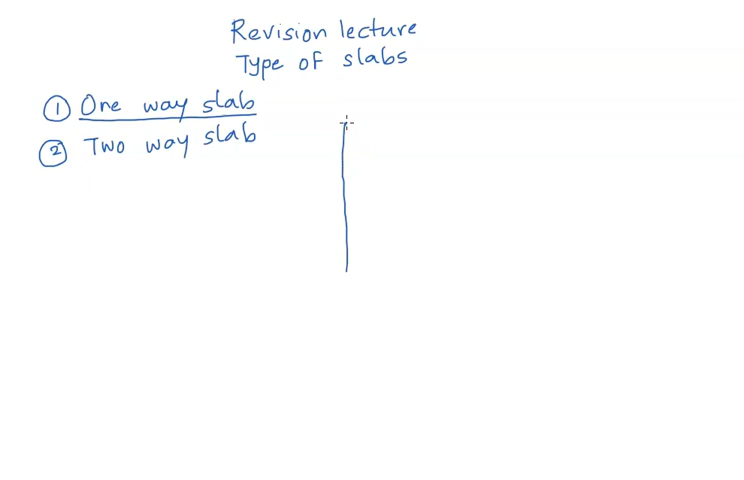 Revision lecture
Type of slabs
① One way slab
② Two way slab